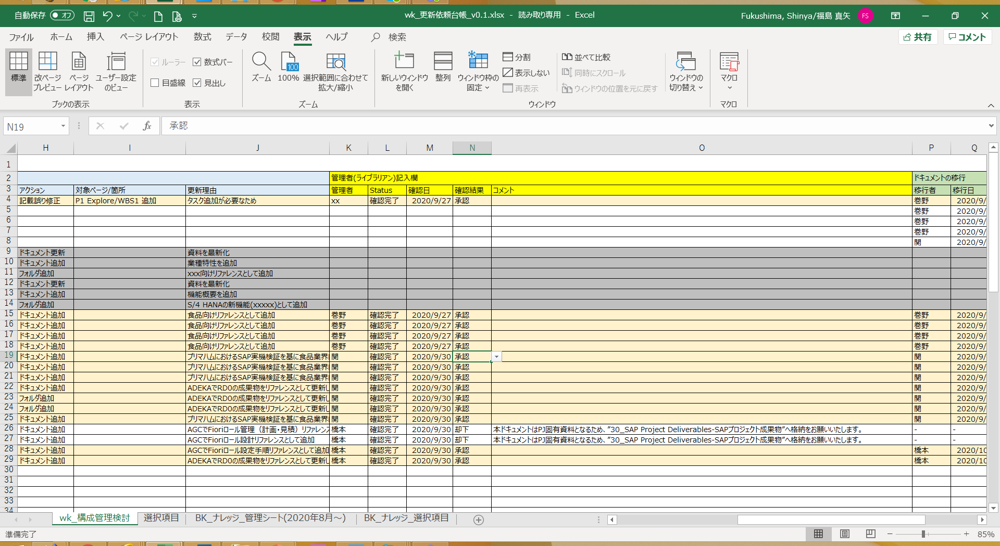 自動保存 オフ wk_更新依頼台帳_v0.1.xlsx - 読み取り専用 - Excel Fukushima, Shinya/福島 真矢 FS
ファイル ホーム 挿入 ページ レイアウト 数式 データ 校閲 表示 ヘルプ 検索 共有 コメント
標準 改ページ プレビュー ページ レイアウト ユーザー設定 のビュー
ブックの表示
ルーラー 数式バー
目盛線 見出し
表示
ズーム 100% 選択範囲に合わせて 拡大/縮小
100
ズーム
新しいウィンドウ を開く 整列 ウィンドウ枠の 固定
分割
表示しない
再表示
並べて比較
同時にスクロール
ウィンドウの位置を元に戻す
ウィンドウの 切り替え
ウィンドウ
マクロ
マクロ
N19 fx 承認
H I J K L M N O P Q
1
2 管理者(ライブラリアン)記入欄 ドキュメントの移行
3 アクション 対象ページ/箇所 更新理由 管理者 Status 確認日 確認結果 コメント 移行者 移行日
4 記載誤り修正 P1 Explore/WBS1 追加 タスク追加が必要なため xx 確認完了 2020/9/27 承認 巻野 2020/9/
5 巻野 2020/9/
6 巻野 2020/9/
7 巻野 2020/9/
8 関 2020/9/
9 ドキュメント更新 資料を最新化
10 ドキュメント追加 業種特性を追加
11 フォルダ追加 xxx向けリファレンスとして追加
12 ドキュメント更新 資料を最新化
13 ドキュメント追加 機能概要を追加
14 フォルダ追加 S/4 HANAの新機能(xxxxx)として追加
15 ドキュメント追加 食品向けリファレンスとして追加 巻野 確認完了 2020/9/27 承認 巻野 2020/9/
16 ドキュメント追加 食品向けリファレンスとして追加 巻野 確認完了 2020/9/27 承認 巻野 2020/9/
17 ドキュメント追加 食品向けリファレンスとして追加 巻野 確認完了 2020/9/27 承認 巻野 2020/9/
18 ドキュメント追加 食品向けリファレンスとして追加 巻野 確認完了 2020/9/27 承認 巻野 2020/9/
19 ドキュメント追加 プリマハムにおけるSAP実機検証を基に食品業界 関 確認完了 2020/9/30 承認 関 2020/9/
20 ドキュメント追加 プリマハムにおけるSAP実機検証を基に食品業界 関 確認完了 2020/9/30 承認 関 2020/9/
21 ドキュメント追加 プリマハムにおけるSAP実機検証を基に食品業界 関 確認完了 2020/9/30 承認 関 2020/9/
22 ドキュメント追加 ADEKAでRD0の成果物をリファレンスとして更新し 関 確認完了 2020/9/30 承認 関 2020/9/
23 フォルダ追加 ADEKAでRD0の成果物をリファレンスとして更新し 関 確認完了 2020/9/30 承認 関 2020/9/
24 フォルダ追加 ADEKAでRD0の成果物をリファレンスとして更新し 関 確認完了 2020/9/30 承認 関 2020/9/
25 ドキュメント追加 プリマハムにおけるSAP実機検証を基に食品業界 関 確認完了 2020/9/30 承認 関 2020/9/
26 ドキュメント追加 AGCでFioriロール管理（計画・見積）リファレンス 橋本 確認完了 2020/9/30 却下 本ドキュメントはPJ固有資料となるため、”30_SAP Project Deliverables-SAPプロジェクト成果物”へ格納をお願いいたします。 - -
27 ドキュメント追加 AGCでFioriロール設計リファレンスとして追加 橋本 確認完了 2020/9/30 却下 本ドキュメントはPJ固有資料となるため、”30_SAP Project Deliverables-SAPプロジェクト成果物”へ格納をお願いいたします。 - -
28 ドキュメント追加 AGCでFioriロール設定手順リファレンスとして追加 橋本 確認完了 2020/9/30 承認 橋本 2020/10
29 ドキュメント追加 ADEKAでRD0の成果物をリファレンスとして更新し 橋本 確認完了 2020/9/30 承認 橋本 2020/10
30
31
32
33
34
wk_構成管理検討 選択項目 BK_ナレッジ_管理シート(2020年8月～) BK_ナレッジ_選択項目
準備完了 85%